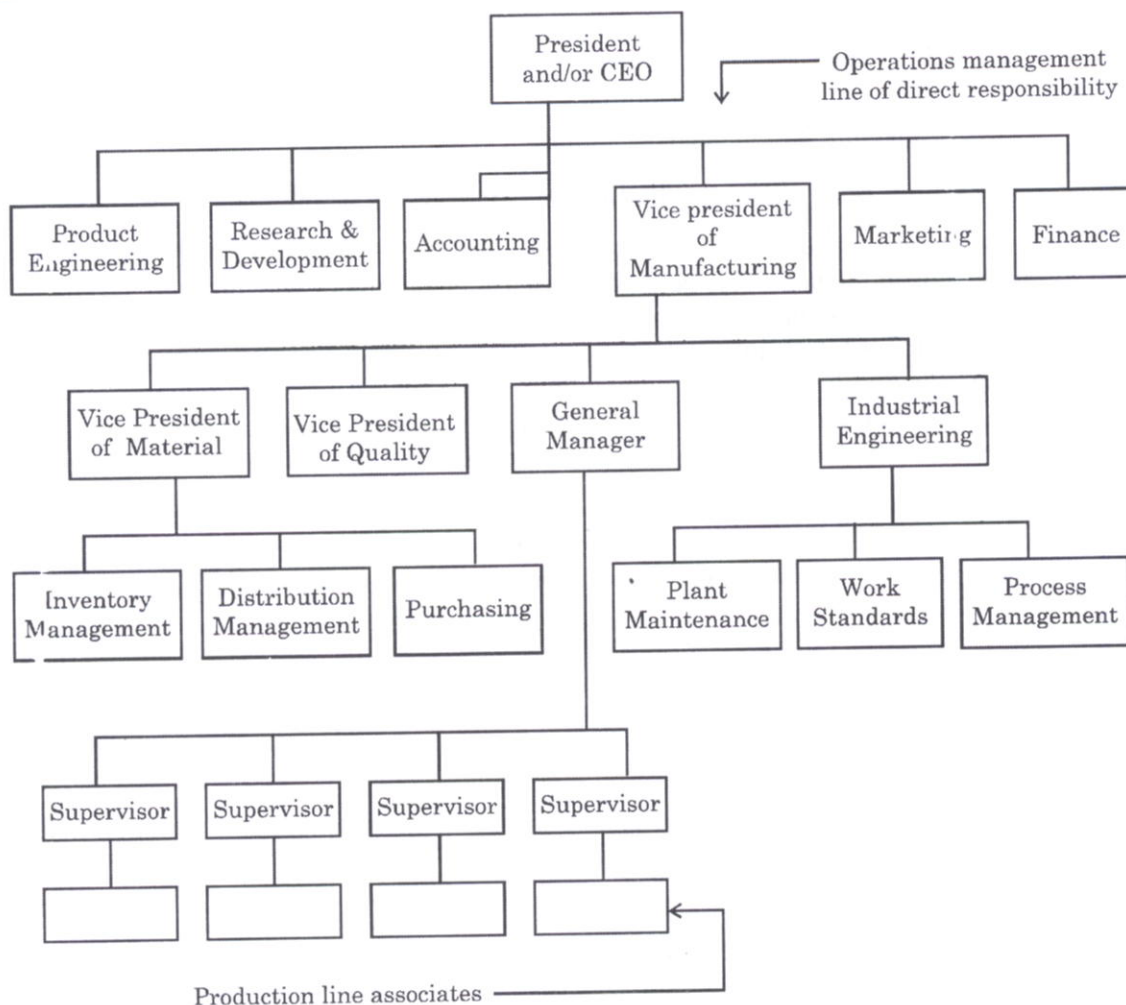 President
and/or CEO
Operations management
line of direct responsibility
Product
Engineering
Research &
Development
Accounting
Vice president
of
Manufacturing
Marketing
Finance
Vice President
of Material
Vice President
of Quality
General
Manager
Industrial
Engineering
Inventory
Management
Distribution
Management
Purchasing
Plant
Maintenance
Work
Standards
Process
Management
Supervisor
Supervisor
Supervisor
Supervisor
Production line associates